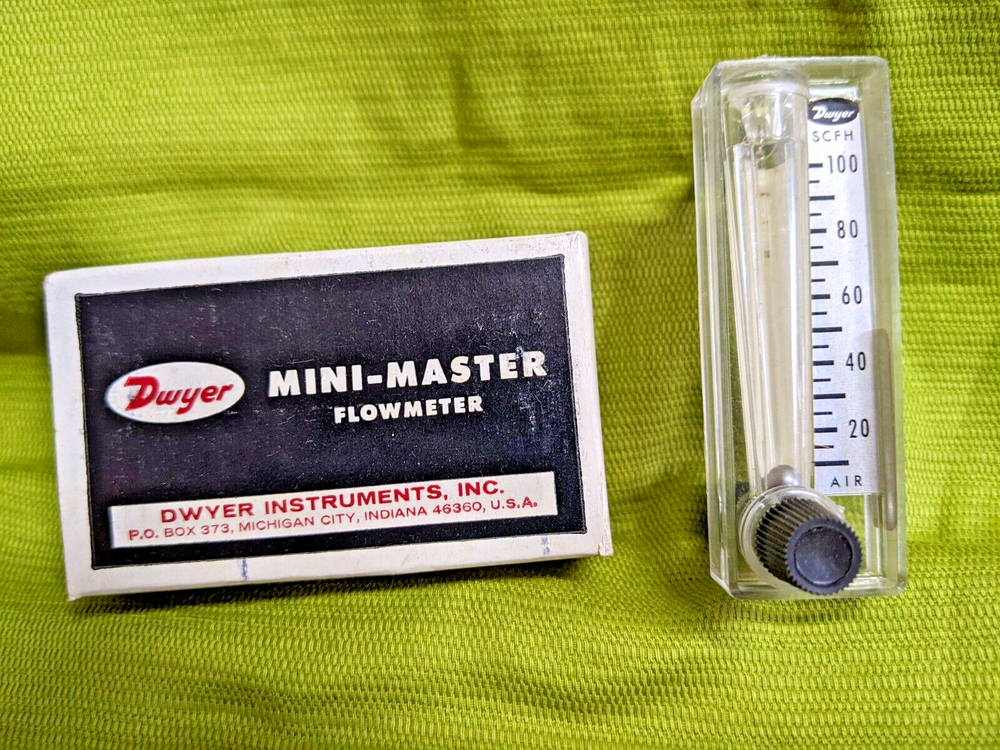 Dwyer
MINI-MASTER
FLOWMETER
DWYER INSTRUMENTS, INC.
P.O. BOX 373, MICHIGAN CITY, INDIANA 46360, U.S.A.
Dwyer
SCFH
100
80
60
40
20
AIR